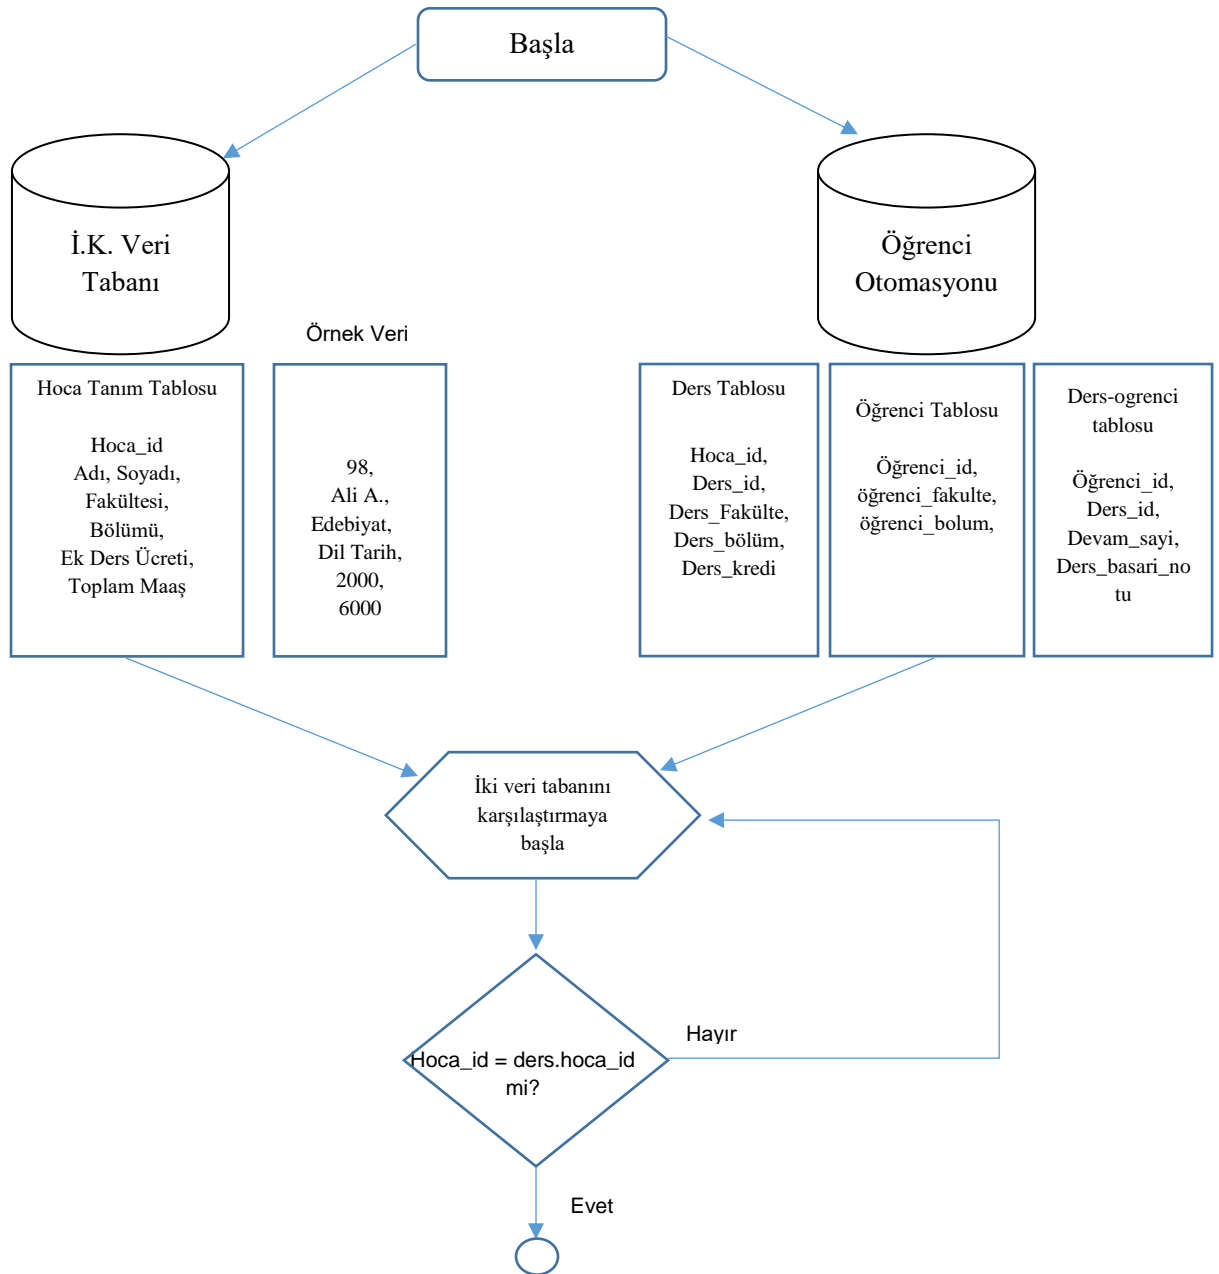 Başla
İ.K. Veri
Tabanı
Öğrenci
Otomasyonu
Örnek Veri
Hoca Tanım Tablosu
Hoca_id
Adı, Soyadı,
Fakültesi,
Bölümü,
Ek Ders Ücreti,
Toplam Maaş
98,
Ali A.,
Edebiyat,
Dil Tarih,
2000,
6000
Ders Tablosu
Hoca_id,
Ders_id,
Ders_Fakülte,
Ders_bölüm,
Ders_kredi
Öğrenci Tablosu
Öğrenci_id,
öğrenci_fakulte,
öğrenci_bolum,
Ders-ogrenci
tablosu
Öğrenci_id,
Ders_id,
Devam_sayi,
Ders_basari_no
tu
İki veri tabanını
karşılaştırmaya
başla
Hayır
Hoca_id = ders.hoca_id
mi?
Evet